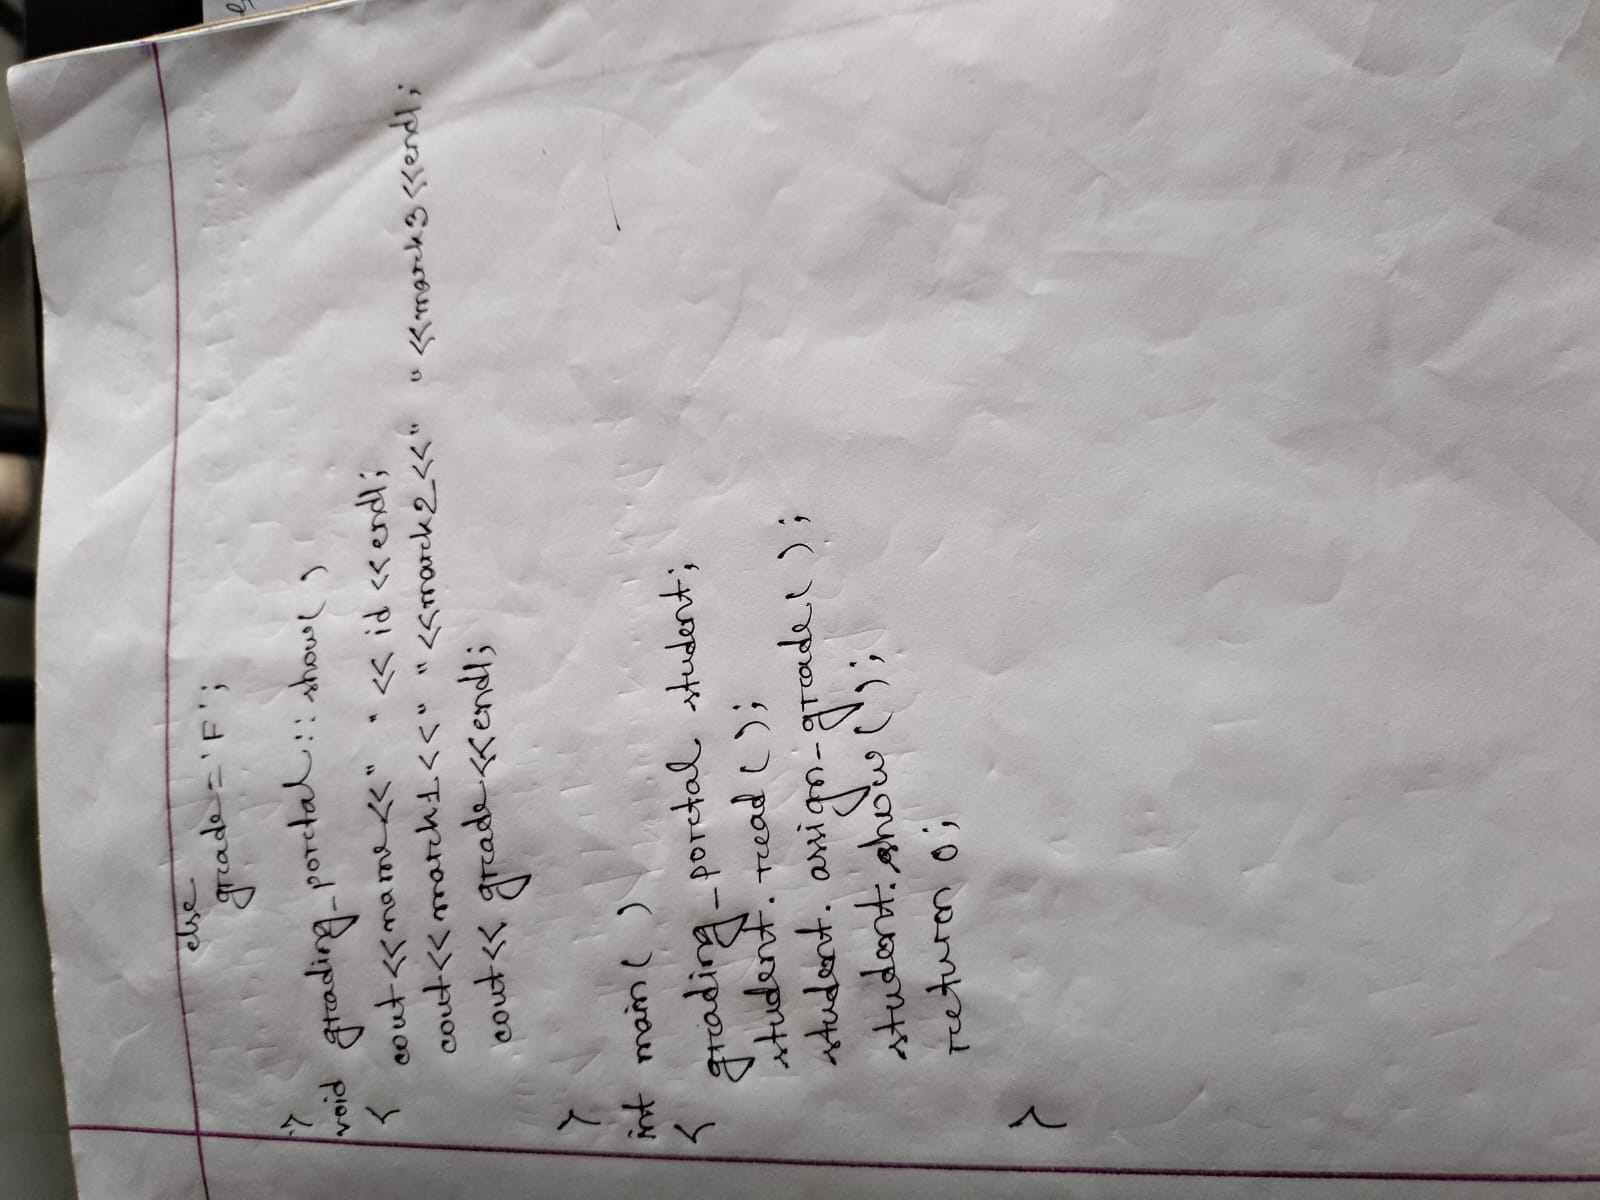 else
grade='F';
}
void grading_portal::show()
{
cout<<name<<" "<<id<<endl;
cout<<mark1<<" "<<mark2<<" "<<mark3<<endl;
cout<<grade<<endl;
}
int main()
{
grading_portal student;
student.read();
student.assign_grade();
student.show();
return 0;
}